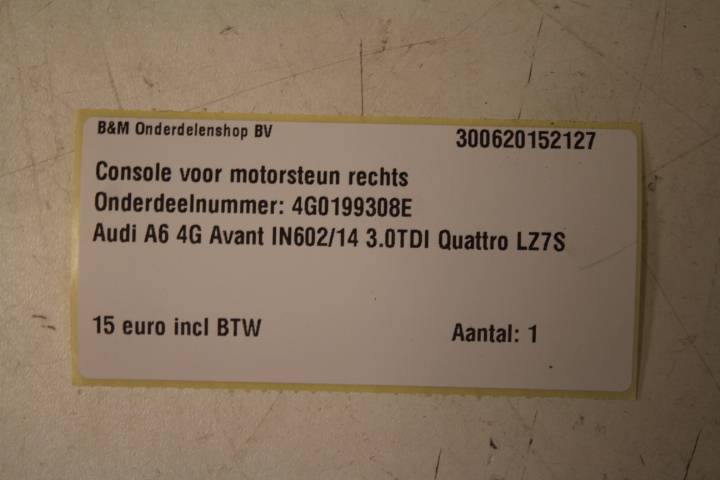 B&M Onderdelenshop BV 300620152127
Console voor motorsteun rechts
Onderdeelnummer: 4G0199308E
Audi A6 4G Avant IN602/14 3.0TDI Quattro LZ7S
15 euro incl BTW Aantal: 1